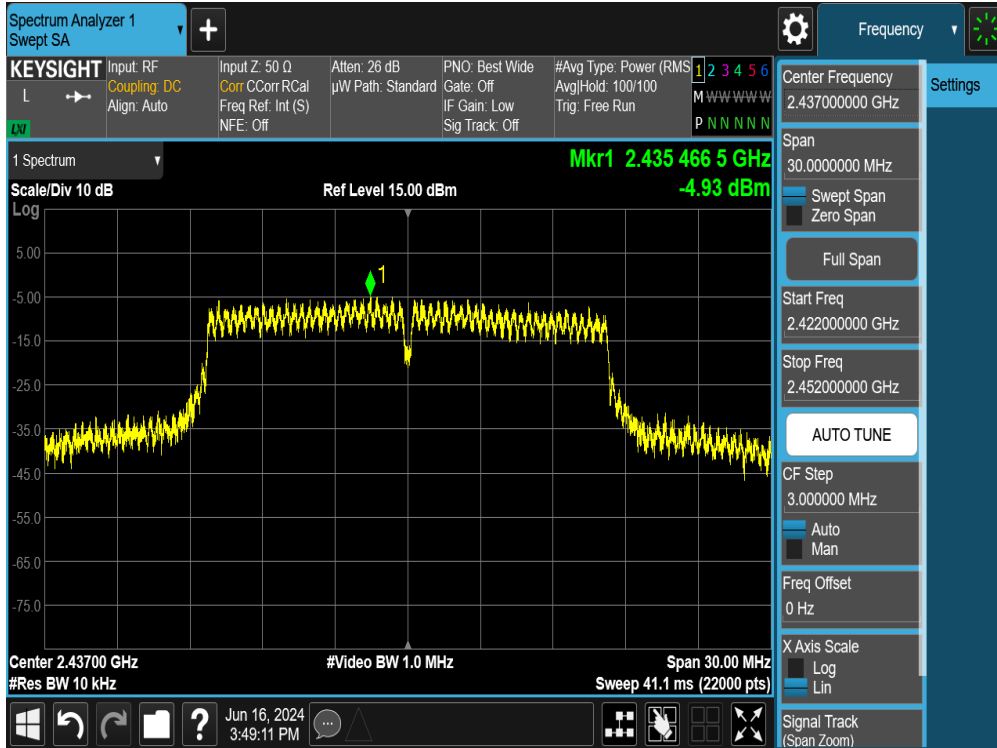 Spectrum Analyzer 1
Swept SA
+
Frequency
KEYSIGHT
L
LXI
Input: RF
Coupling: DC
Align: Auto
Input Z: 50 Ω
Corr CCorr RCal
Freq Ref: Int (S)
NFE: Off
Atten: 26 dB
µW Path: Standard
PNO: Best Wide
Gate: Off
IF Gain: Low
Sig Track: Off
#Avg Type: Power (RMS
Avg|Hold: 100/100
Trig: Free Run
1 2 3 4 5 6
M W W W W W
P N N N N N
1 Spectrum
Mkr1 2.435 466 5 GHz
-4.93 dBm
Scale/Div 10 dB
Ref Level 15.00 dBm
Log
5.00
-5.00
-15.0
-25.0
-35.0
-45.0
-55.0
-65.0
-75.0
1
Center 2.43700 GHz
#Video BW 1.0 MHz
Span 30.00 MHz
#Res BW 10 kHz
Sweep 41.1 ms (22000 pts)
Center Frequency
2.437000000 GHz
Span
30.0000000 MHz
Swept Span
Zero Span
Full Span
Start Freq
2.422000000 GHz
Stop Freq
2.452000000 GHz
AUTO TUNE
CF Step
3.000000 MHz
Auto
Man
Freq Offset
0 Hz
X Axis Scale
Log
Lin
Signal Track
(Span Zoom)
Settings
?
Jun 16, 2024
3:49:11 PM